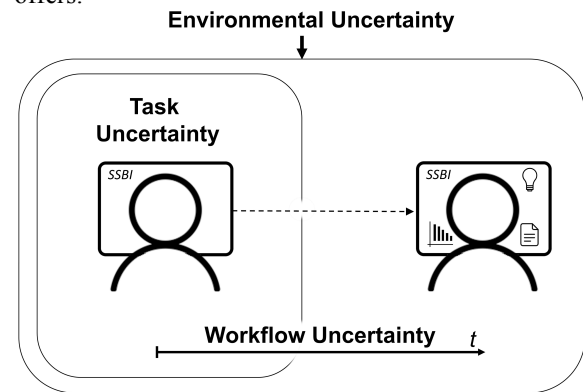 offers.
Environmental Uncertainty
Task
Uncertainty
SSBI
SSBI
Workflow Uncertainty
t